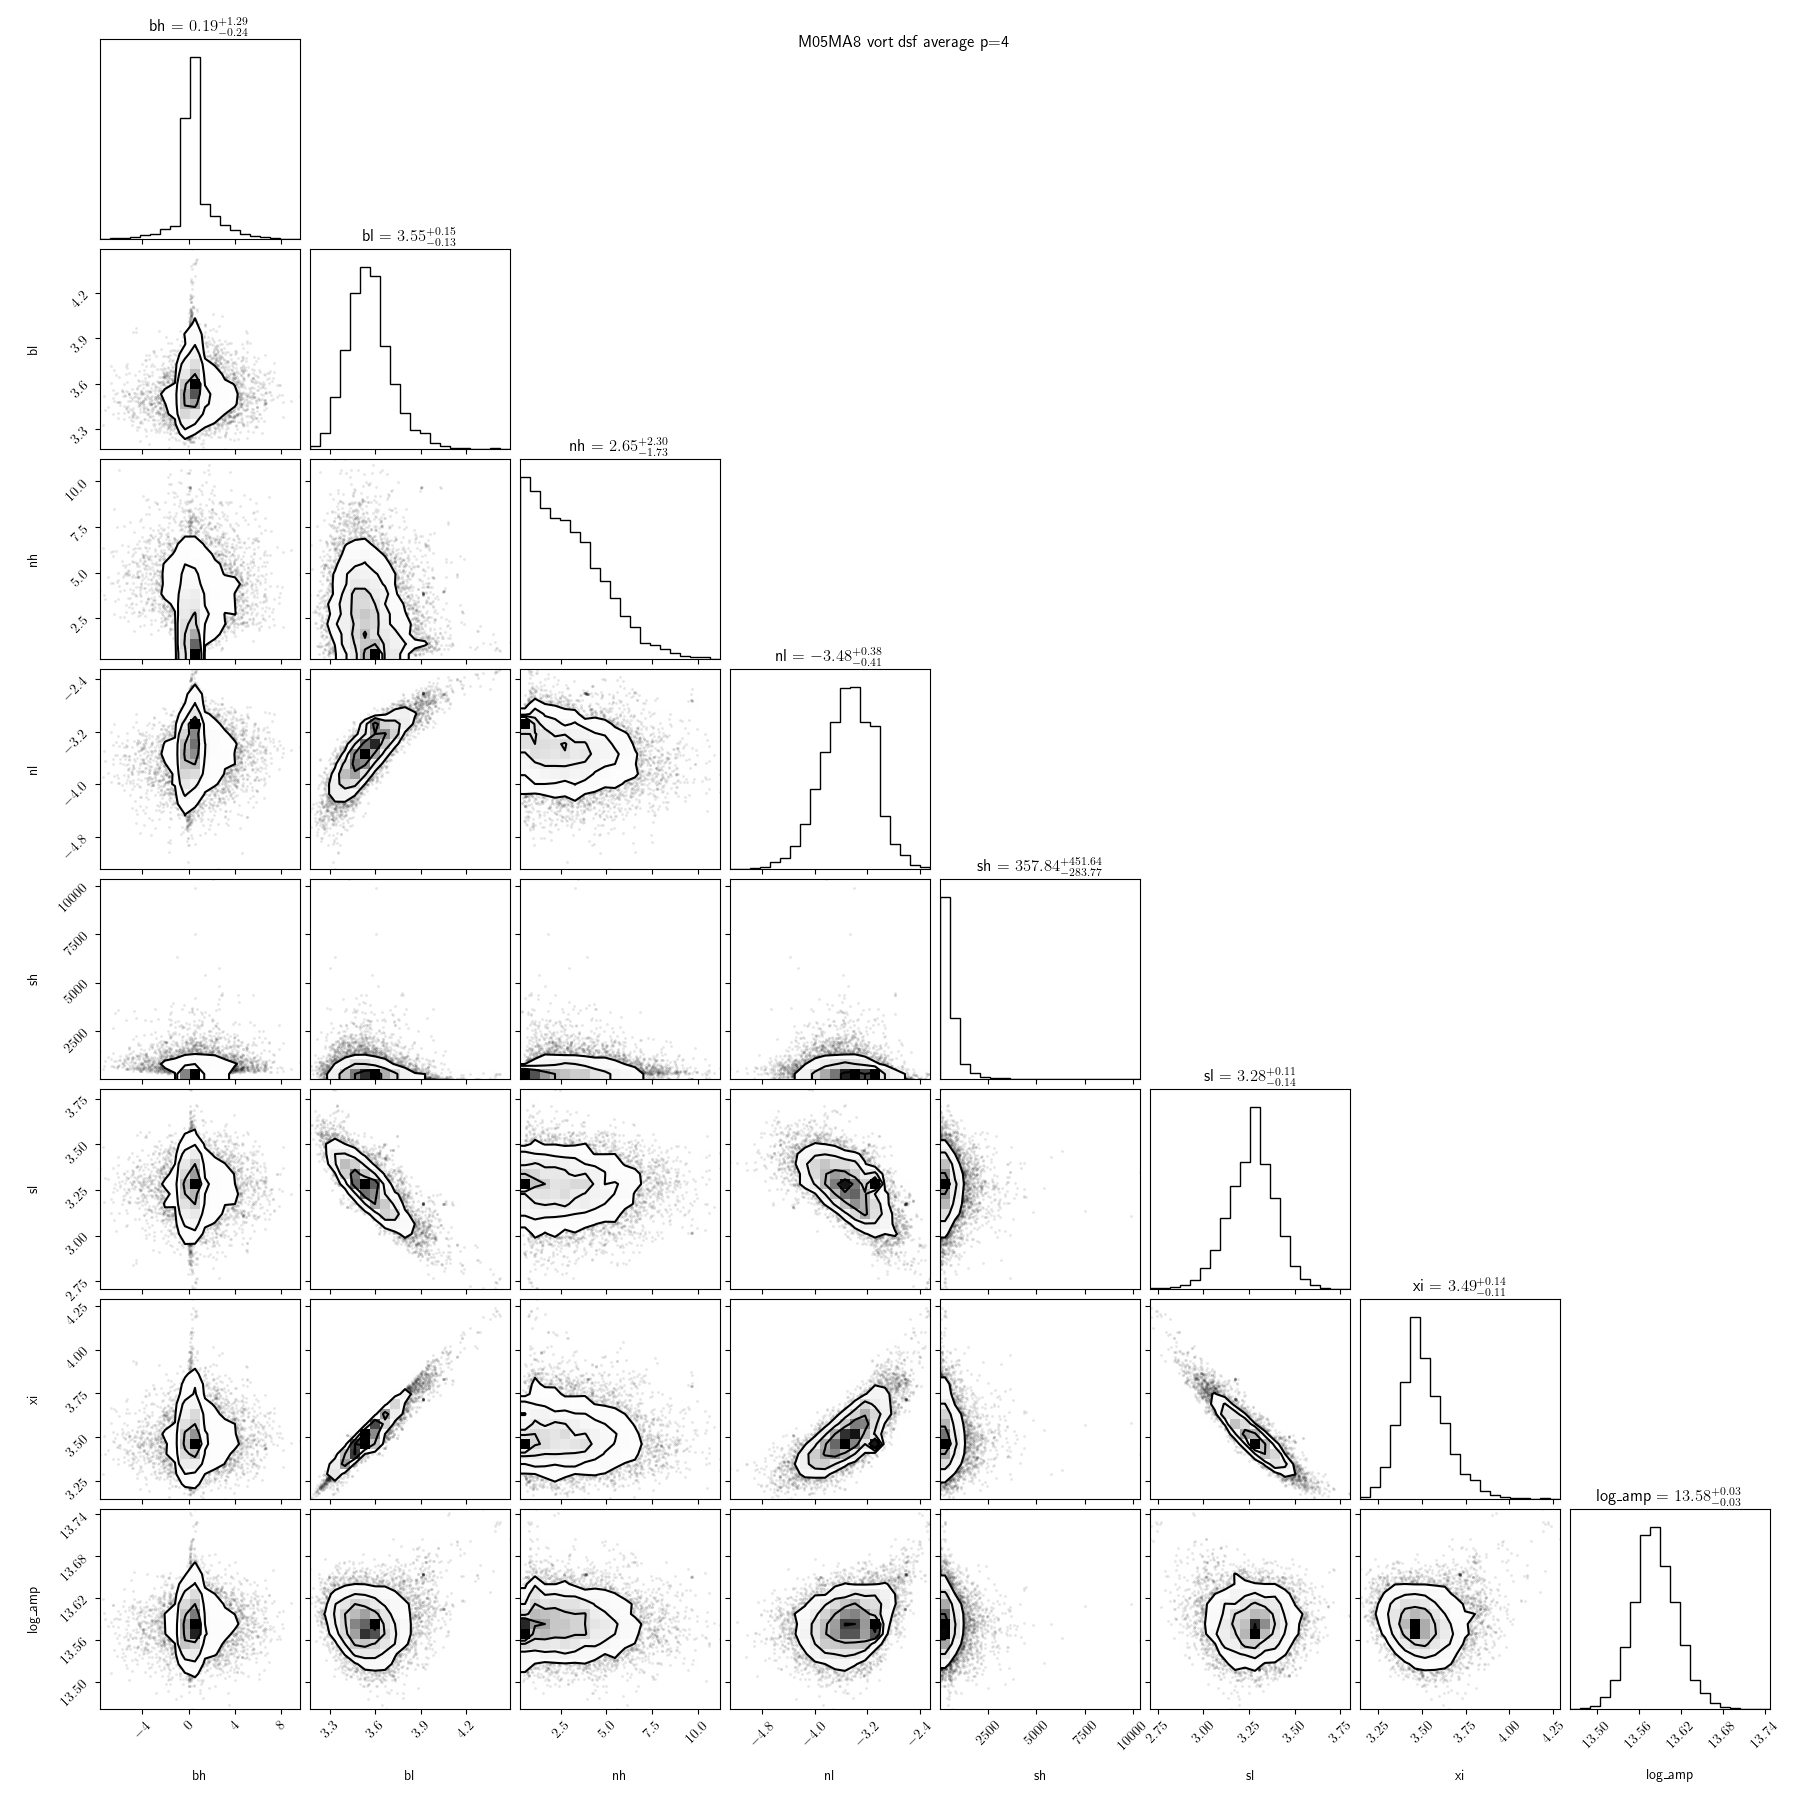 bh = 0.19^{+1.29}_{−0.24}
M05MA8 vort dsf average p=4
bl = 3.55^{+0.15}_{−0.13}
bl
4.2
3.9
3.6
3.3
nh = 2.65^{+2.30}_{−1.73}
nh
10.0
7.5
5.0
2.5
nl = −3.48^{+0.38}_{−0.41}
nl
−2.4
−3.2
−4.0
−4.8
sh = 357.84^{+451.64}_{−283.77}
sh
10000
7500
5000
2500
sl = 3.28^{+0.11}_{−0.14}
sl
3.75
3.50
3.25
3.00
2.75
xi = 3.49^{+0.14}_{−0.11}
xi
4.25
4.00
3.75
3.50
3.25
log_amp = 13.58^{+0.03}_{−0.03}
log_amp
13.74
13.68
13.62
13.56
13.50
−4 0 4 8
3.3 3.6 3.9 4.2
2.5 5.0 7.5 10.0
−4.8 −4.0 −3.2 −2.4
2500 5000 7500 10000
2.75 3.00 3.25 3.50 3.75
3.25 3.50 3.75 4.00 4.25
13.50 13.56 13.62 13.68 13.74
bh bl nh nl sh sl xi log_amp